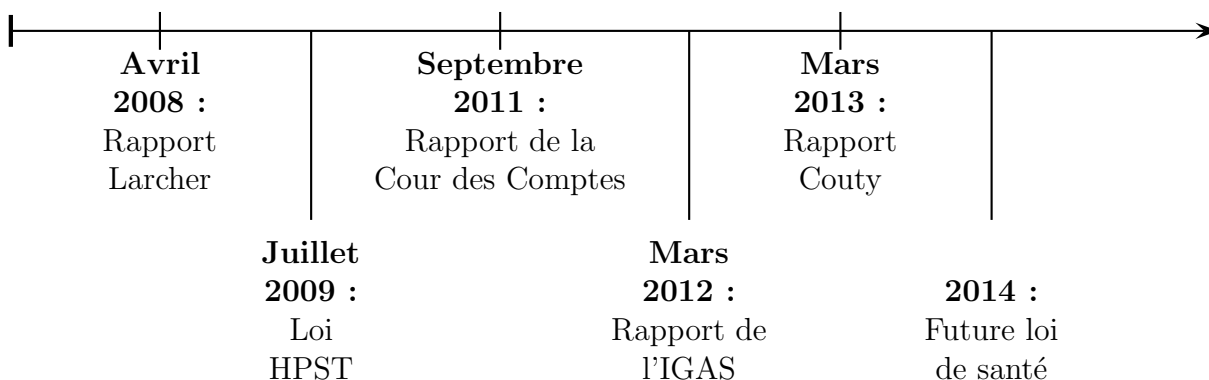 Avril
2008 :
Rapport
Larcher
Septembre
2011 :
Rapport de la
Cour des Comptes
Mars
2013 :
Rapport
Couty
Juillet
2009 :
Loi
HPST
Mars
2012 :
Rapport de
l'IGAS
2014 :
Future loi
de santé